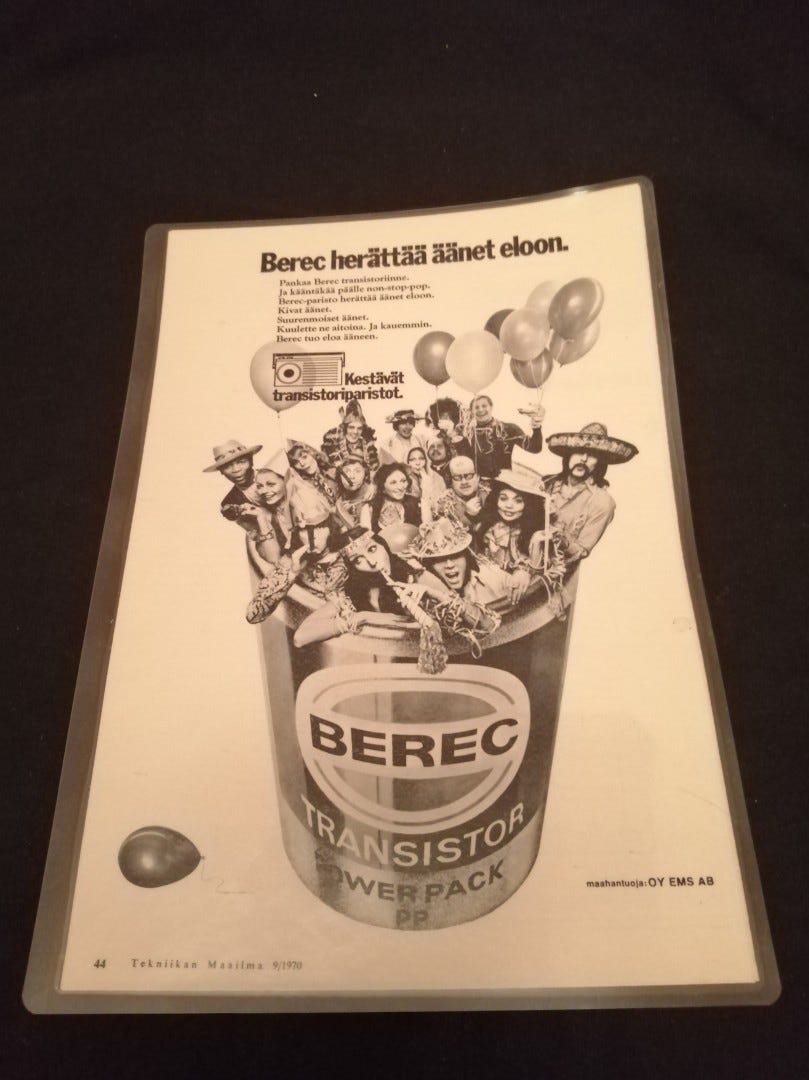 Berec herättää äänet eloon.
Pankaa Berec transistoriinne.
Ja kääntäkää päälle non-stop-pop.
Berec-paristo herättää äänet eloon.
Kivat äänet.
Suurenmoiset äänet.
Kuulette ne aitoina. Ja kauemmin.
Berec tuo eloa ääneen.
Kestävät
transistoriparistot.
BEREC
TRANSISTOR
OWER PACK
PP
maahantuoja: OY EMS AB
44 Tekniikan Maailma 9/1970